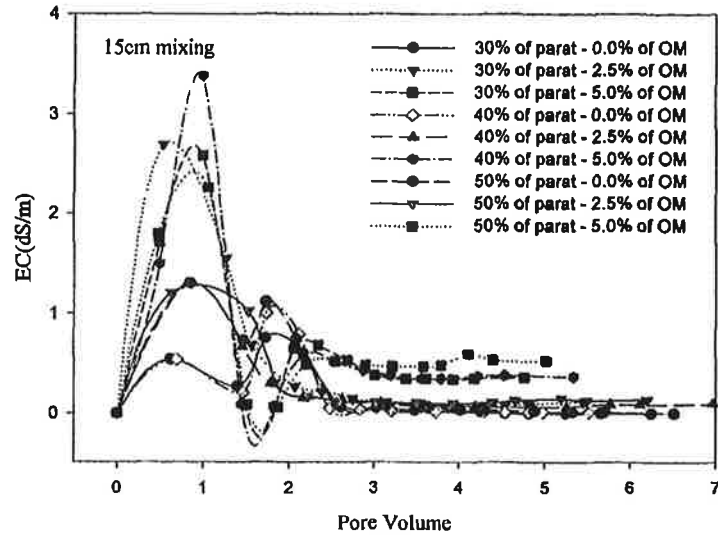 15cm mixing
30% of parat - 0.0% of OM
30% of parat - 2.5% of OM
30% of parat - 5.0% of OM
40% of parat - 0.0% of OM
40% of parat - 2.5% of OM
40% of parat - 5.0% of OM
50% of parat - 0.0% of OM
50% of parat - 2.5% of OM
50% of parat - 5.0% of OM
EC(dS/m)
4
3
2
1
0
0 1 2 3 4 5 6 7
Pore Volume